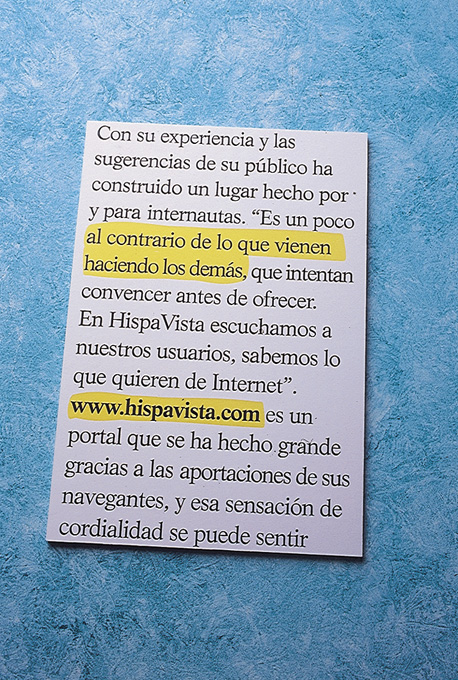 Con su experiencia y las
sugerencias de su público ha
construido un lugar hecho por
y para internautas. “Es un poco
al contrario de lo que vienen
haciendo los demás, que intentan
convencer antes de ofrecer.
En HispaVista escuchamos a
nuestros usuarios, sabemos lo
que quieren de Internet”.
www.hispavista.com es un
portal que se ha hecho grande
gracias a las aportaciones de sus
navegantes, y esa sensación de
cordialidad se puede sentir